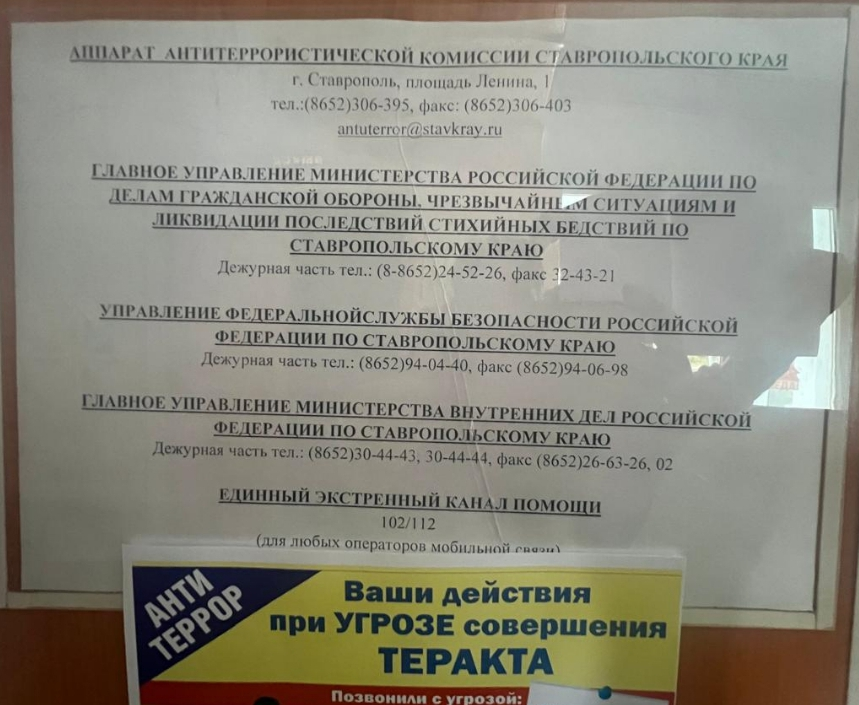 АППАРАТ АНТИТЕРРОРИСТИЧЕСКОЙ КОМИССИИ СТАВРОПОЛЬСКОГО КРАЯ
г. Ставрополь, площадь Ленина, 1
тел.:(8652)306-395, факс: (8652)306-403
antuterror@stavkray.ru
ГЛАВНОЕ УПРАВЛЕНИЕ МИНИСТЕРСТВА РОССИЙСКОЙ ФЕДЕРАЦИИ ПО
ДЕЛАМ ГРАЖДАНСКОЙ ОБОРОНЫ, ЧРЕЗВЫЧАЙНЫМ СИТУАЦИЯМ И
ЛИКВИДАЦИИ ПОСЛЕДСТВИЙ СТИХИЙНЫХ БЕДСТВИЙ ПО
СТАВРОПОЛЬСКОМУ КРАЮ
Дежурная часть тел.: (8-8652)24-52-26, факс 32-43-21
УПРАВЛЕНИЕ ФЕДЕРАЛЬНОЙСЛУЖБЫ БЕЗОПАСНОСТИ РОССИЙСКОЙ
ФЕДЕРАЦИИ ПО СТАВРОПОЛЬСКОМУ КРАЮ
Дежурная часть тел.: (8652)94-04-40, факс (8652)94-06-98
ГЛАВНОЕ УПРАВЛЕНИЕ МИНИСТЕРСТВА ВНУТРЕННИХ ДЕЛ РОССИЙСКОЙ
ФЕДЕРАЦИИ ПО СТАВРОПОЛЬСКОМУ КРАЮ
Дежурная часть тел.: (8652)30-44-43, 30-44-44, факс (8652)26-63-26, 02
ЕДИНЫЙ ЭКСТРЕННЫЙ КАНАЛ ПОМОЩИ
102/112
(для любых операторов мобильной связи)
АНТИ
ТЕРРОР
Ваши действия
при УГРОЗЕ совершения
ТЕРАКТА
Позвонили с угрозой: